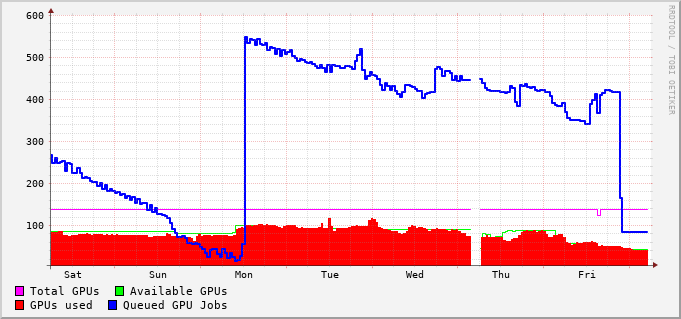 600
500
400
300
200
100
Sat Sun Mon Tue Wed Thu Fri
Total GPUs Available GPUs
GPUs used Queued GPU Jobs
RRDTOOL / TOBI OETIKER